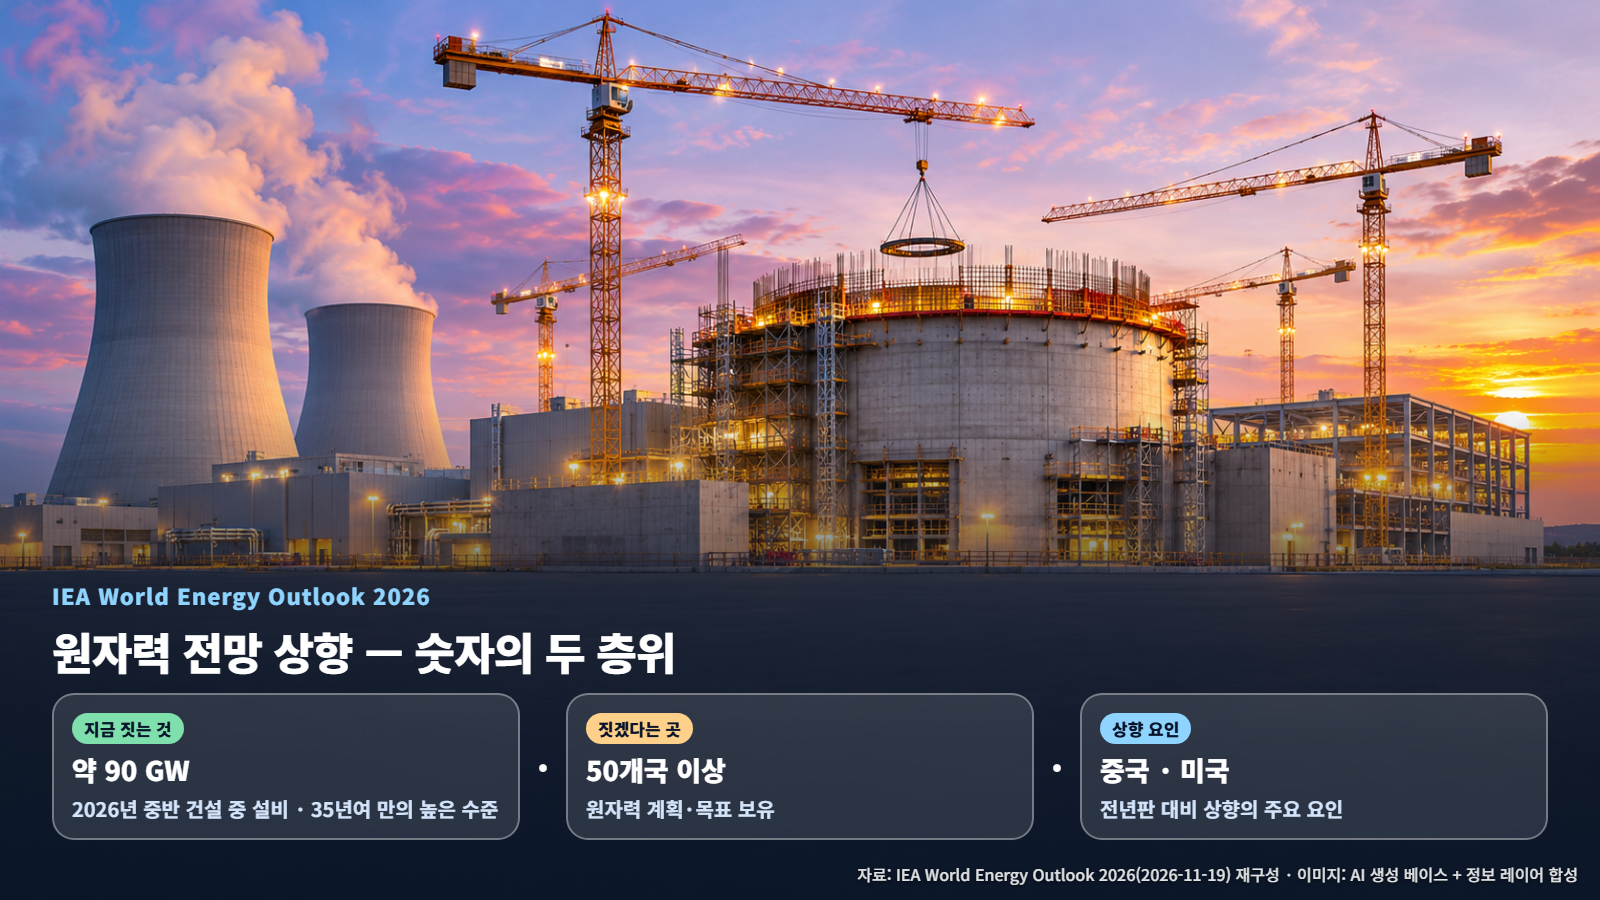 IEA World Energy Outlook 2026
원자력 전망 상향 — 숫자의 두 층위
지금 짓는 것
약 90 GW
2026년 중반 건설 중 설비 · 35년여 만의 높은 수준
짓겠다는 곳
50개국 이상
원자력 계획·목표 보유
상향 요인
중국 · 미국
전년판 대비 상향의 주요 요인
자료: IEA World Energy Outlook 2026(2026-11-19) 재구성 · 이미지: AI 생성 베이스 + 정보 레이어 합성